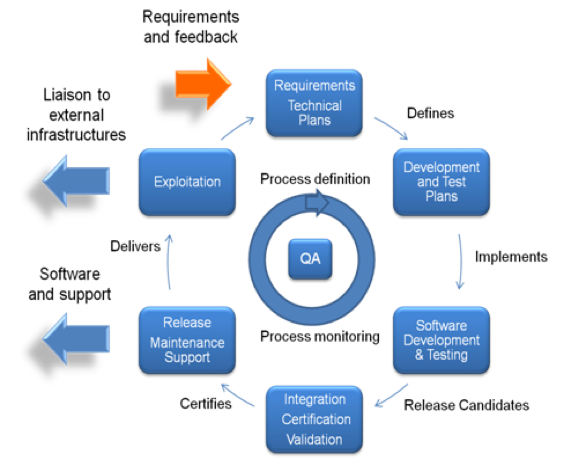 Requirements
and feedback
Liaison to
external
infrastructures
Requirements
Technical
Plans
Defines
Exploitation
Process definition
Development
and Test
Plans
Delivers
QA
Implements
Software
and support
Release
Maintenance
Support
Process monitoring
Software
Development
& Testing
Certifies
Integration
Certification
Validation
Release Candidates